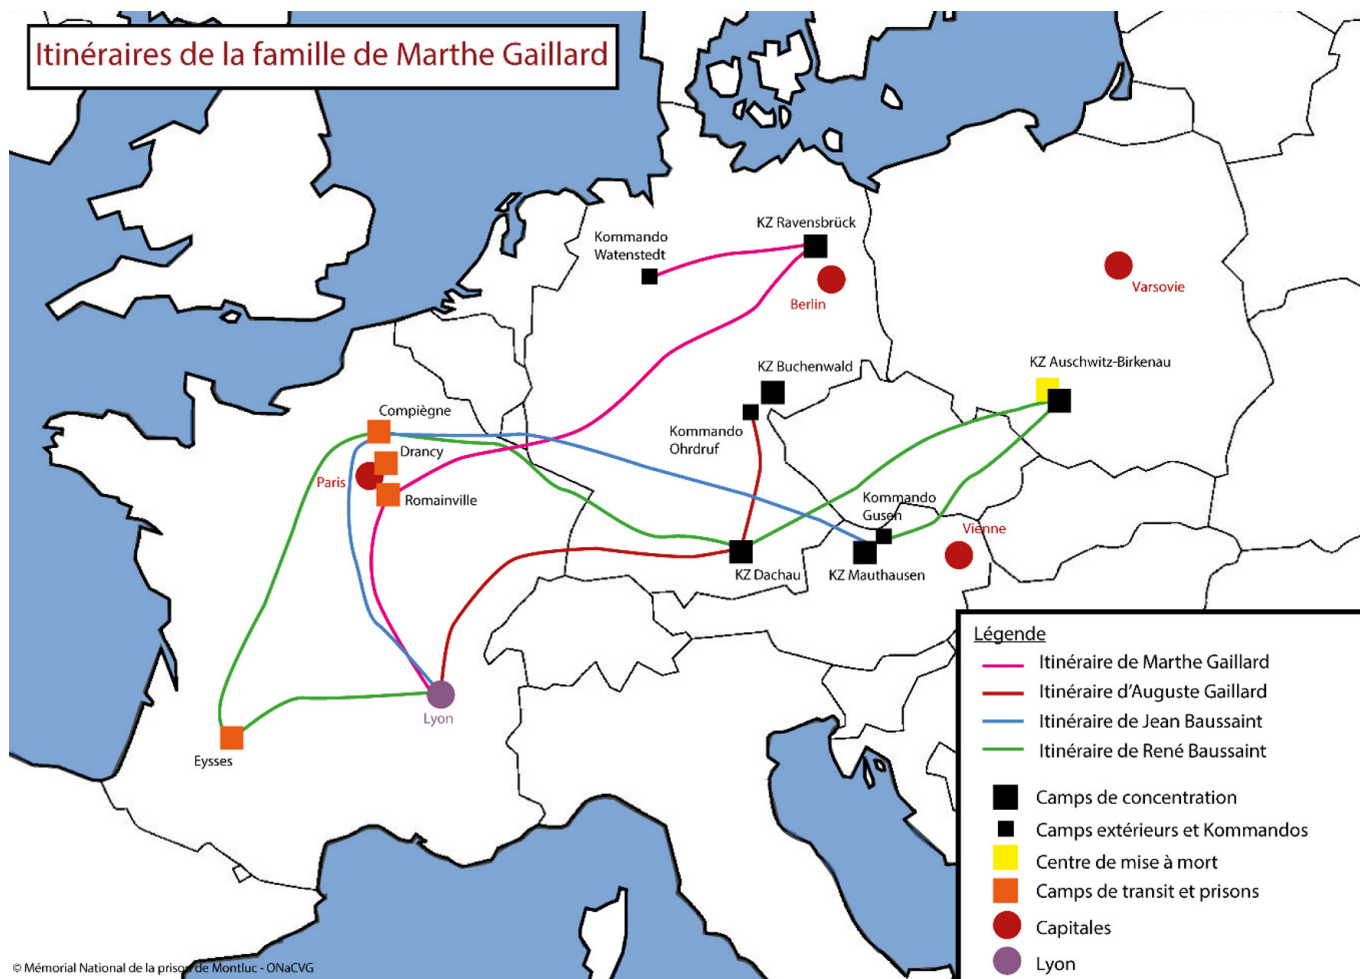 Itinéraires de la famille de Marthe Gaillard
KZ Ravensbrück
Kommando
Watenstedt
Berlin
Varsovie
KZ Auschwitz-Birkenau
KZ Buchenwald
Kommando
Ohrdruf
Compiègne
Drancy
Paris
Romainville
Kommando
Gusen
Vienne
KZ Dachau
KZ Mauthausen
Lyon
Eysses
Légende
Itinéraire de Marthe Gaillard
Itinéraire d'Auguste Gaillard
Itinéraire de Jean Baussaint
Itinéraire de René Baussaint
Camps de concentration
Camps extérieurs et Kommandos
Centre de mise à mort
Camps de transit et prisons
Capitales
Lyon
© Mémorial National de la prison de Montluc - ONaCVG